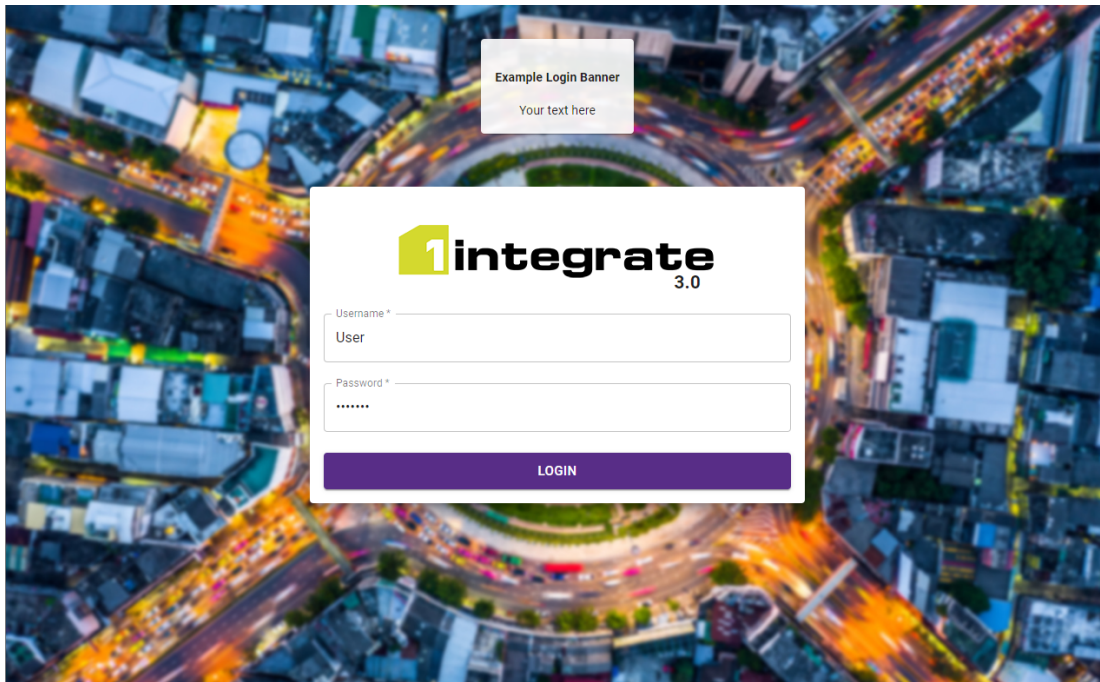 Example Login Banner
Your text here
1integrate
3.0
Username *
User
Password *
•••••••
LOGIN